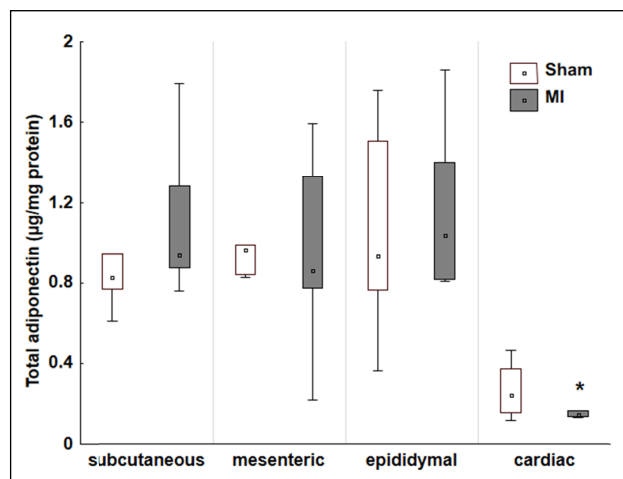 Total adiponectin (µg/mg protein)
2
1.6
1.2
0.8
0.4
0
Sham
MI
*
subcutaneous mesenteric epididymal cardiac